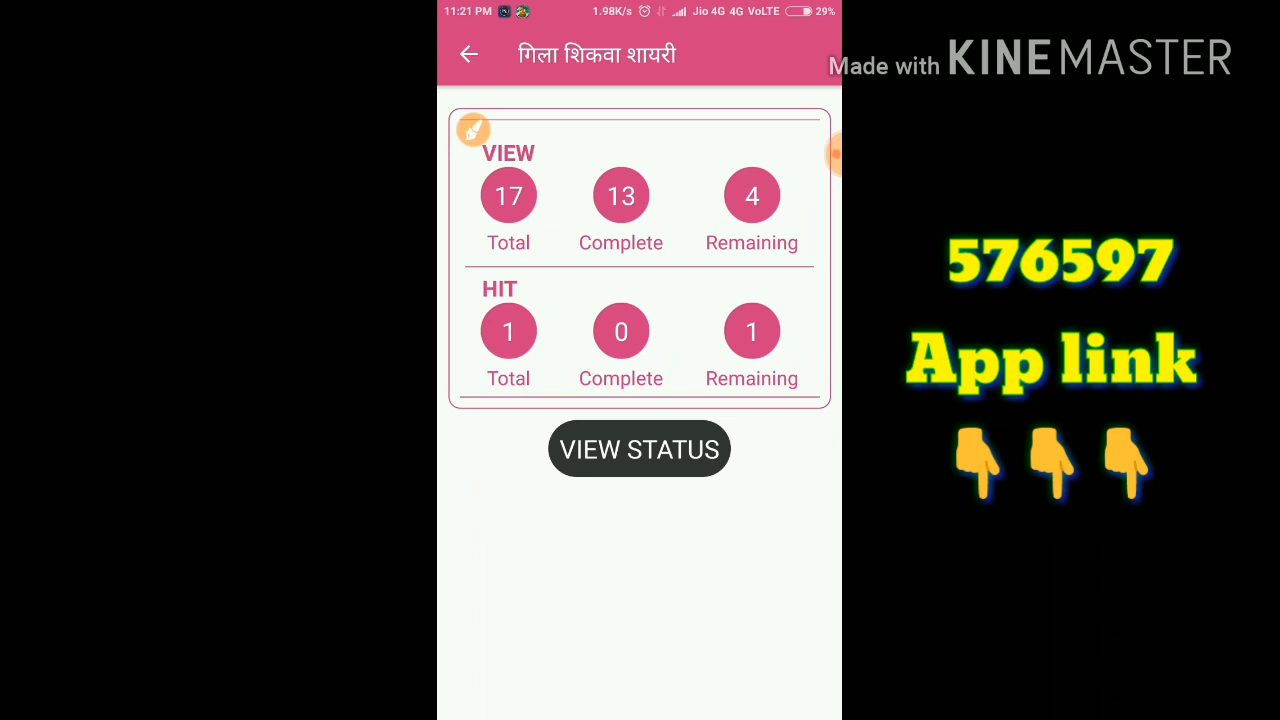 11:21 PM 1.98K/s Jio 4G 4G VoLTE 29%
गिला शिकवा शायरी
Made with KINEMASTER
VIEW
17 13 4
Total Complete Remaining
HIT
1 0 1
Total Complete Remaining
VIEW STATUS
576597
App link
👇 👇 👇